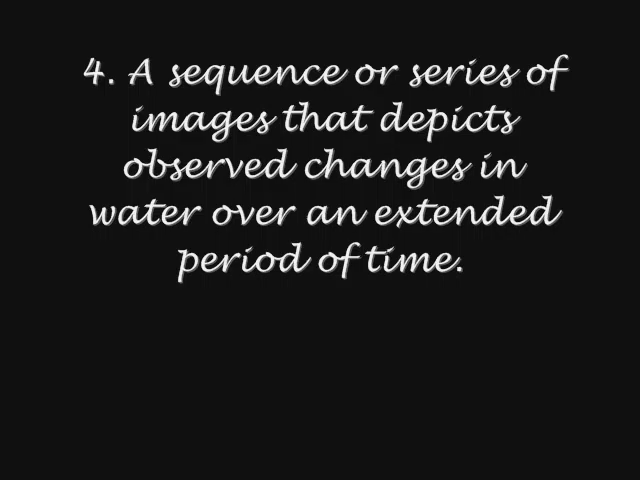 4. A sequence or series of
images that depicts
observed changes in
water over an extended
period of time.